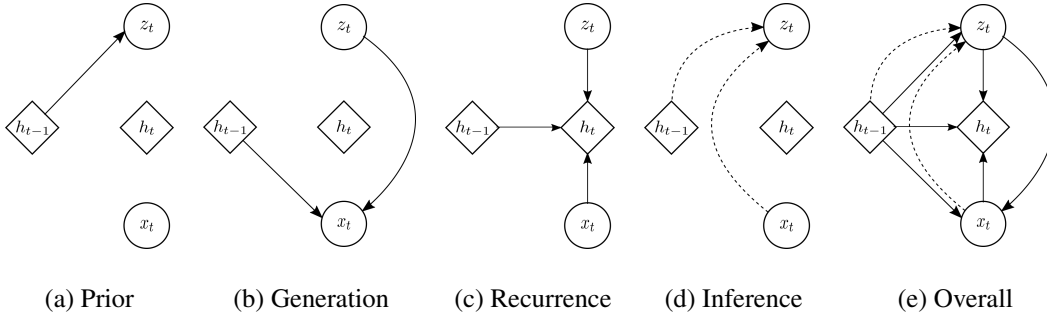 z_t z_t z_t z_t z_t
h_{t−1} h_t h_{t−1} h_t h_{t−1} h_t h_{t−1} h_t h_{t−1} h_t
x_t x_t x_t x_t x_t
(a) Prior (b) Generation (c) Recurrence (d) Inference (e) Overall